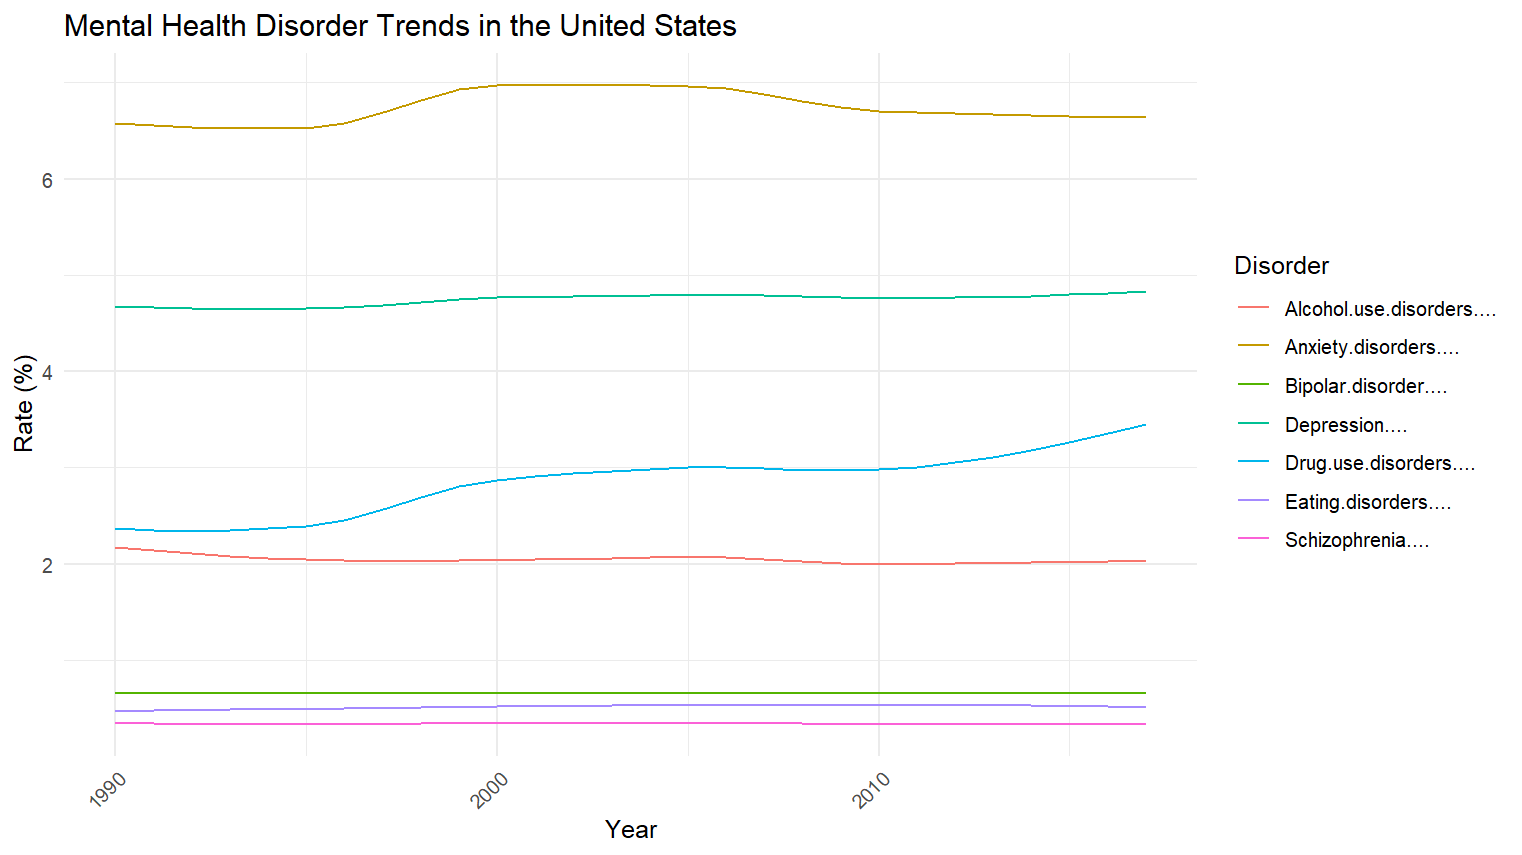 Mental Health Disorder Trends in the United States
6
4
2
Rate (%)
1990
2000
2010
Year
Disorder
Alcohol.use.disorders....
Anxiety.disorders....
Bipolar.disorder....
Depression....
Drug.use.disorders....
Eating.disorders....
Schizophrenia....